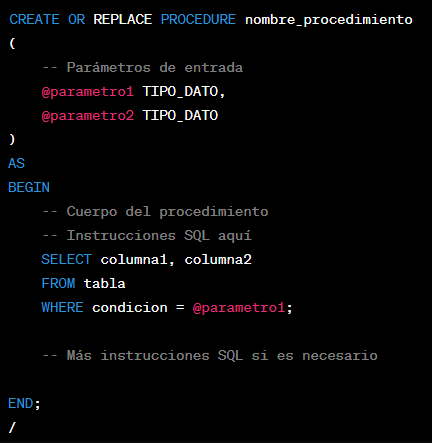 CREATE OR REPLACE PROCEDURE nombre_procedimiento
(
    -- Parámetros de entrada
    @parametro1 TIPO_DATO,
    @parametro2 TIPO_DATO
)
AS
BEGIN
    -- Cuerpo del procedimiento
    -- Instrucciones SQL aquí
    SELECT columna1, columna2
    FROM tabla
    WHERE condicion = @parametro1;
    -- Más instrucciones SQL si es necesario
END;
/